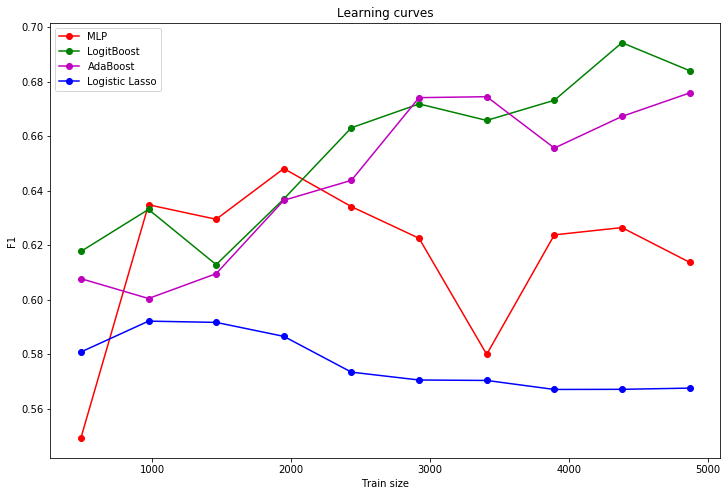 Learning curves
MLP
LogitBoost
AdaBoost
Logistic Lasso
F1
0.70
0.68
0.66
0.64
0.62
0.60
0.58
0.56
1000 2000 3000 4000 5000
Train size